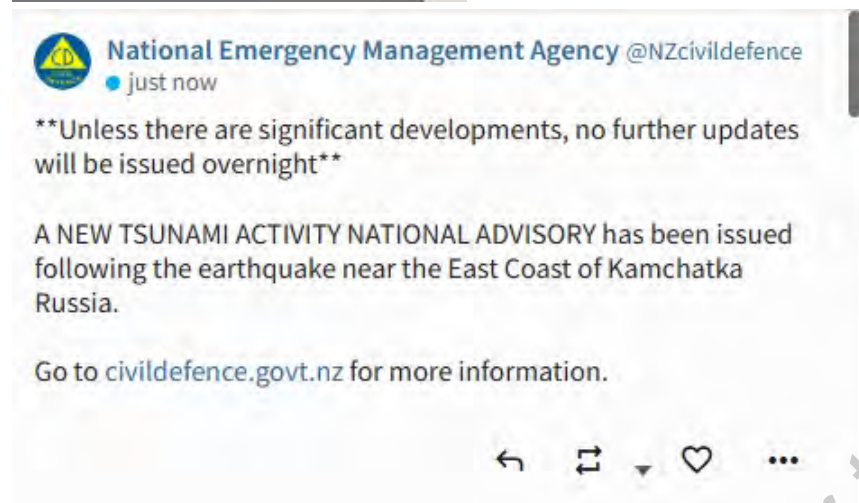 National Emergency Management Agency @NZcivildefence
just now
**Unless there are significant developments, no further updates
will be issued overnight**
A NEW TSUNAMI ACTIVITY NATIONAL ADVISORY has been issued
following the earthquake near the East Coast of Kamchatka
Russia.
Go to civildefence.govt.nz for more information.